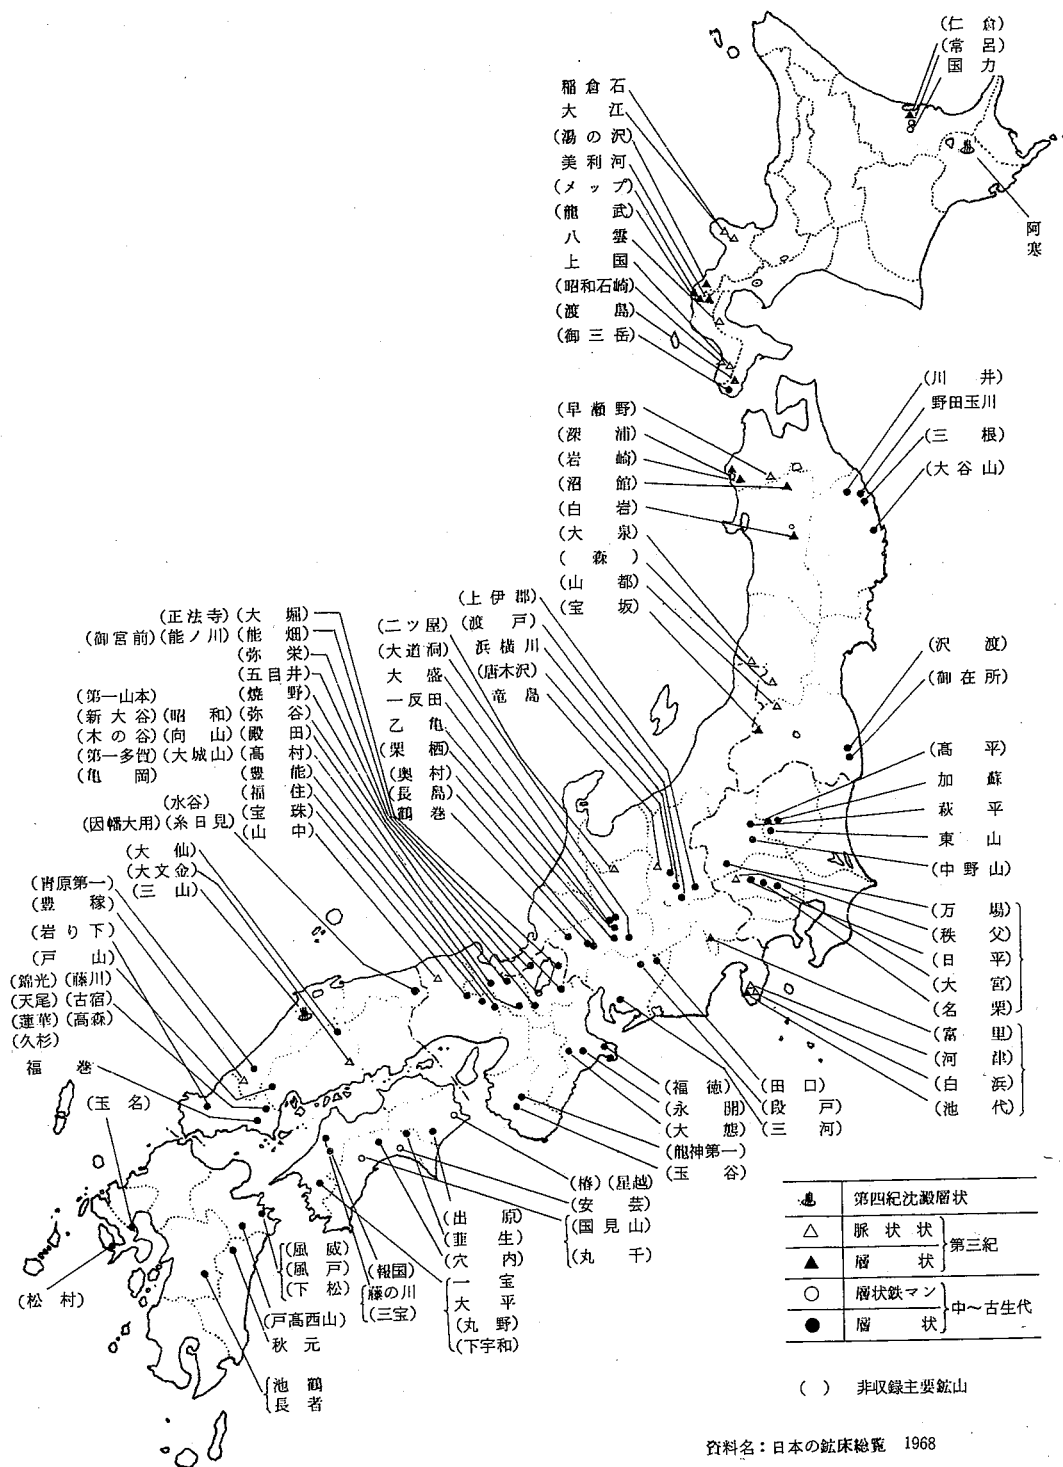 (仁倉)
(常呂)
国力
阿寒
稲倉石
大江
(湯の沢)
美利河
(メップ)
(龍武)
八雲
上国
(昭和石崎)
(渡島)
(御三岳)
(早瀬野)
(深浦)
(岩崎)
(沼館)
(白岩)
(大泉)
(森)
(山都)
(宝坂)
(川井)
野田玉川
(三根)
(大谷山)
(沢渡)
(御在所)
(高平)
加蘇
萩平
東山
(中野山)
(万場)
(秩父)
(日平)
(大宮)
(名栗)
(富里)
(河津)
(白浜)
(池代)
(上伊郡)
(渡戸)
浜横川
(唐木沢)
竜島
(二ツ屋)
(大道洞)
大盛
一反田
乙亀
(栗栖)
(奥村)
(長島)
鶴巻
(正法寺)(大堀)
(御宮前)(能ノ川)(能畑)
(弥栄)
(五目井)
(第一山本)(焼野)
(新大谷)(昭和)(弥谷)
(木の谷)(向山)(殿田)
(第一多賀)(大城山)(高村)
(亀岡)(豊能)
(福住)
(水谷)(宝珠)
(因幡大用)(糸日見)(山中)
(大仙)
(大文金)
(三山)
(青原第一)
(豊稼)
(岩り下)
(戸山)
(錦光)(藤川)
(天尾)(古宿)
(蓮華)(高森)
(久杉)
福巻
(玉名)
(松村)
(風威)
(風戸)
(下松)
(戸高西山)
秋元
池鶴
長者
(報国)
藤の川
(三宝)
一宝
大平
(丸野)
(下宇和)
(出原)
(韮生)
(穴内)
(椿)(星越)
(安芸)
(国見山)
(丸千)
(福徳)
(永開)
(大態)
(龍神第一)
(玉谷)
(田口)
(段戸)
(三河)
第四紀沈澱層状
△ 脈状状
▲ 層状
第三紀
○ 層状鉄マン
● 層状
中～古生代
( ) 非収録主要鉱山
資料名：日本の鉱床総覧 1968